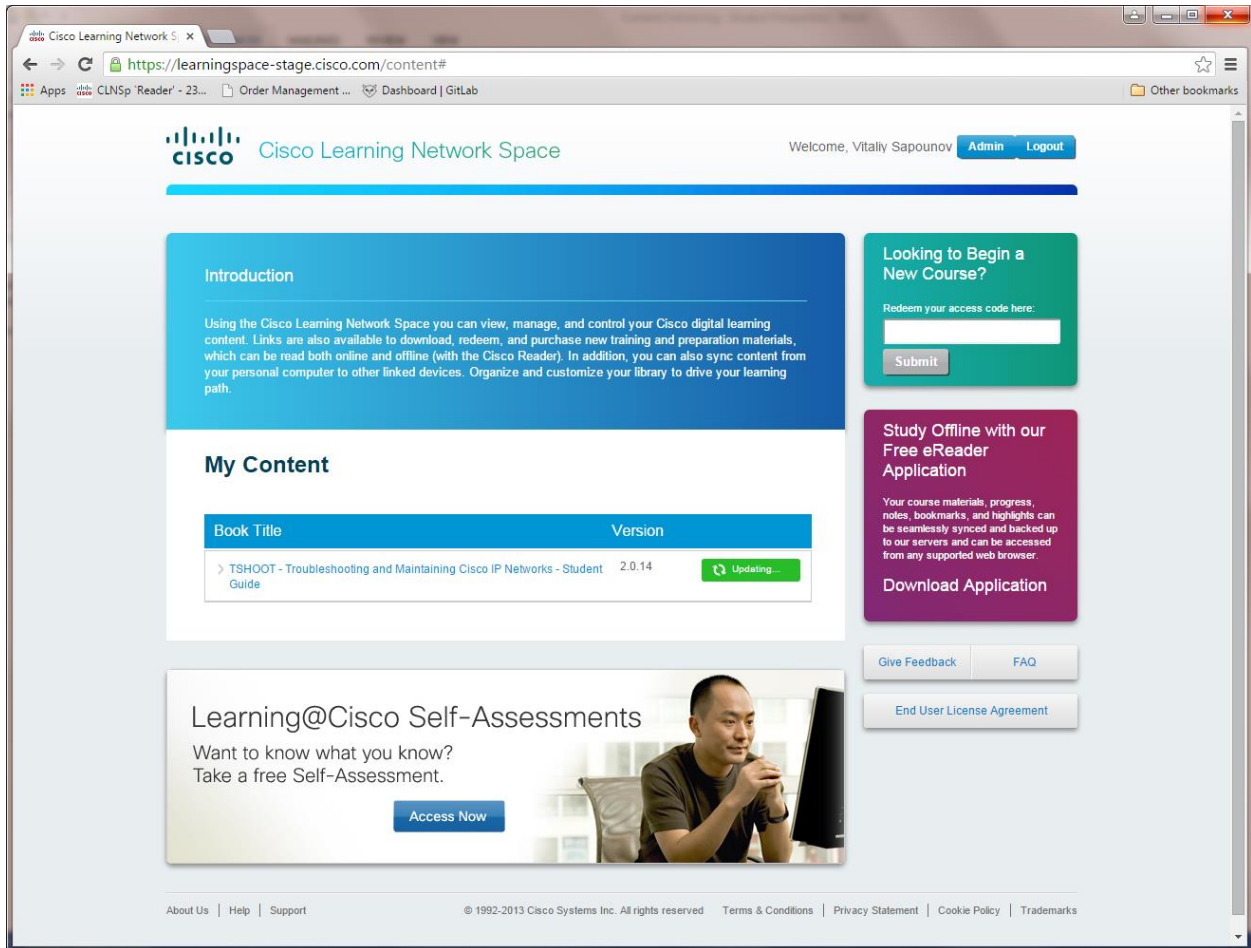 Cisco Learning Network S
https://learningspace-stage.cisco.com/content#
Apps CLNSp 'Reader' - 23... Order Management ... Dashboard | GitLab Other bookmarks
CISCO Cisco Learning Network Space
Welcome, Vitaliy Sapounov Admin Logout
Introduction
Using the Cisco Learning Network Space you can view, manage, and control your Cisco digital learning
content. Links are also available to download, redeem, and purchase new training and preparation materials,
which can be read both online and offline (with the Cisco Reader). In addition, you can also sync content from
your personal computer to other linked devices. Organize and customize your library to drive your learning
path.
My Content
Book Title Version
TSHOOT - Troubleshooting and Maintaining Cisco IP Networks - Student 2.0.14 Updating...
Guide
Learning@Cisco Self-Assessments
Want to know what you know?
Take a free Self-Assessment.
Access Now
Looking to Begin a
New Course?
Redeem your access code here:
Submit
Study Offline with our
Free eReader
Application
Your course materials, progress,
notes, bookmarks, and highlights can
be seamlessly synced and backed up
to our servers and can be accessed
from any supported web browser.
Download Application
Give Feedback FAQ
End User License Agreement
About Us | Help | Support © 1992-2013 Cisco Systems Inc. All rights reserved Terms & Conditions | Privacy Statement | Cookie Policy | Trademarks